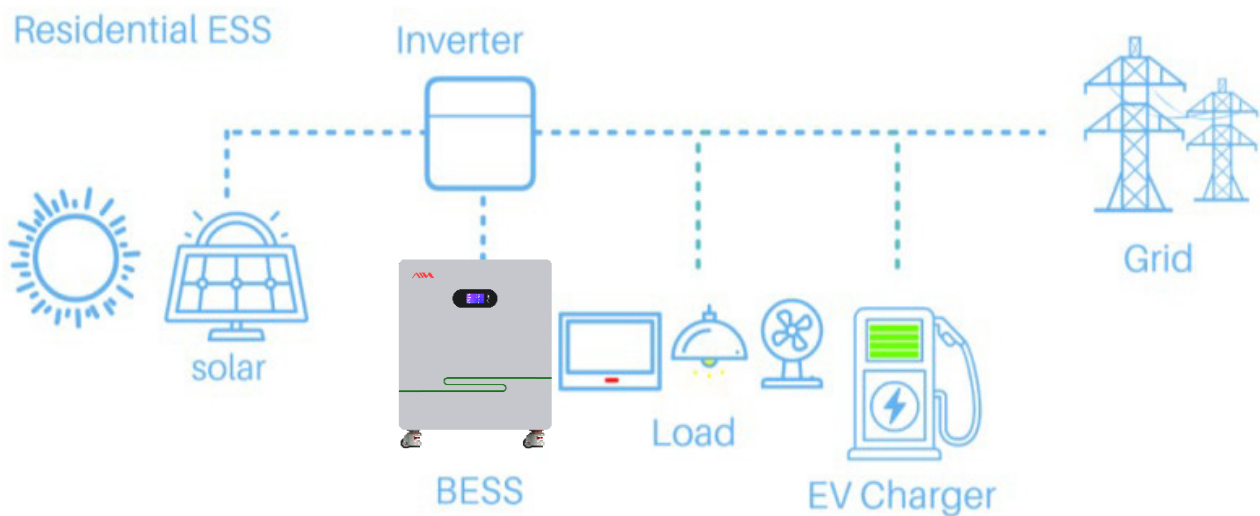 Residential ESS
Inverter
Grid
solar
Load
BESS
EV Charger